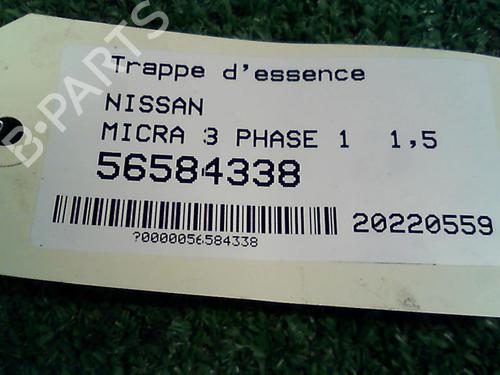 Trappe d'essence
NISSAN
MICRA 3 PHASE 1 1,5
56584338
20220559
?0000056584338
B-PARTS